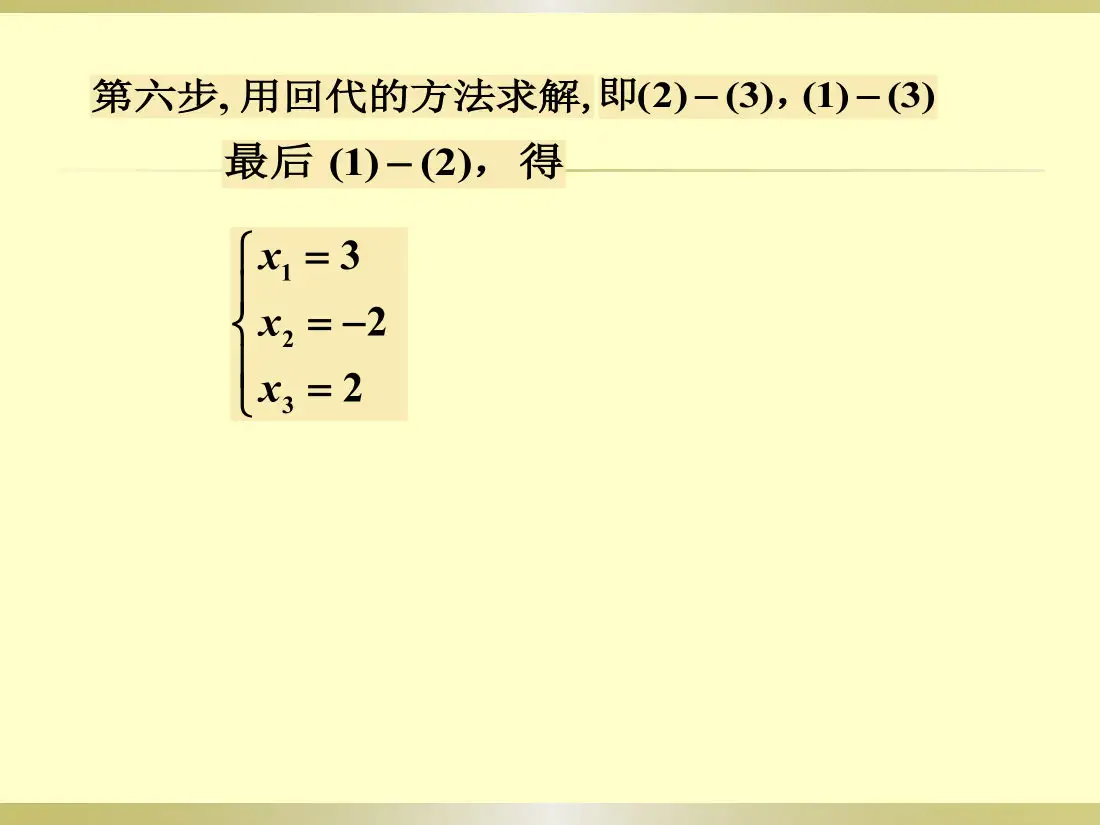 第六步, 用回代的方法求解, 即(2) − (3)，(1) − (3)
最后 (1) − (2)， 得
x₁ = 3
x₂ = −2
x₃ = 2